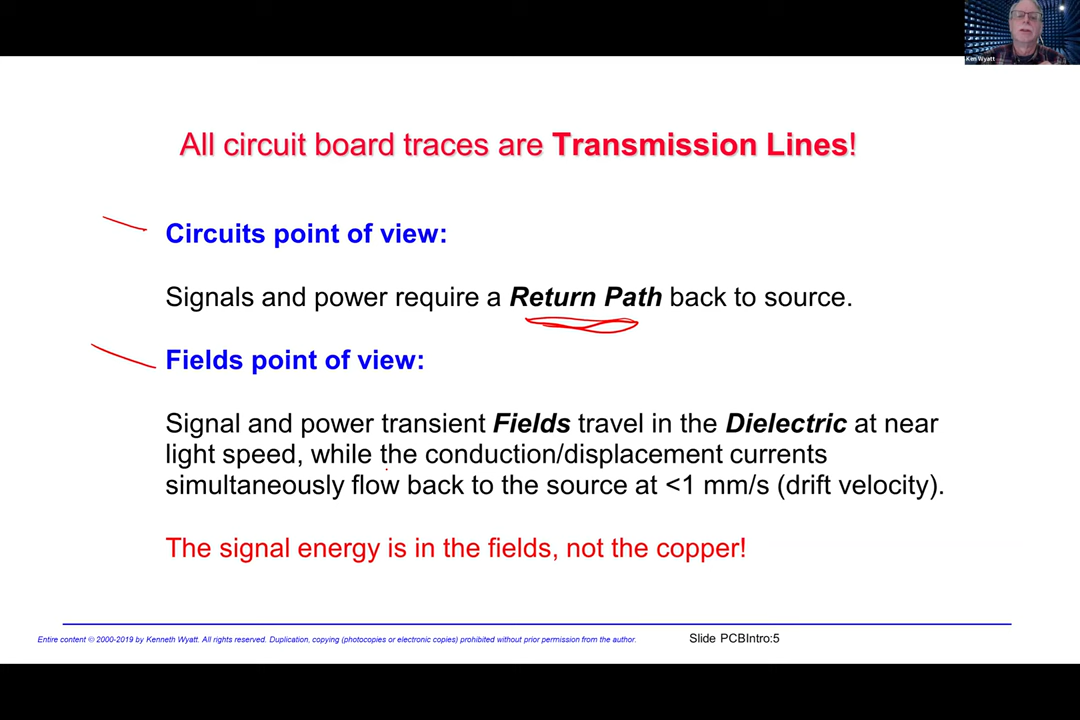 Ken Wyatt
All circuit board traces are Transmission Lines!
Circuits point of view:
Signals and power require a Return Path back to source.
Fields point of view:
Signal and power transient Fields travel in the Dielectric at near
light speed, while the conduction/displacement currents
simultaneously flow back to the source at <1 mm/s (drift velocity).
The signal energy is in the fields, not the copper!
Entire content © 2000-2019 by Kenneth Wyatt. All rights reserved. Duplication, copying (photocopies or electronic copies) prohibited without prior permission from the author.
Slide PCBIntro:5